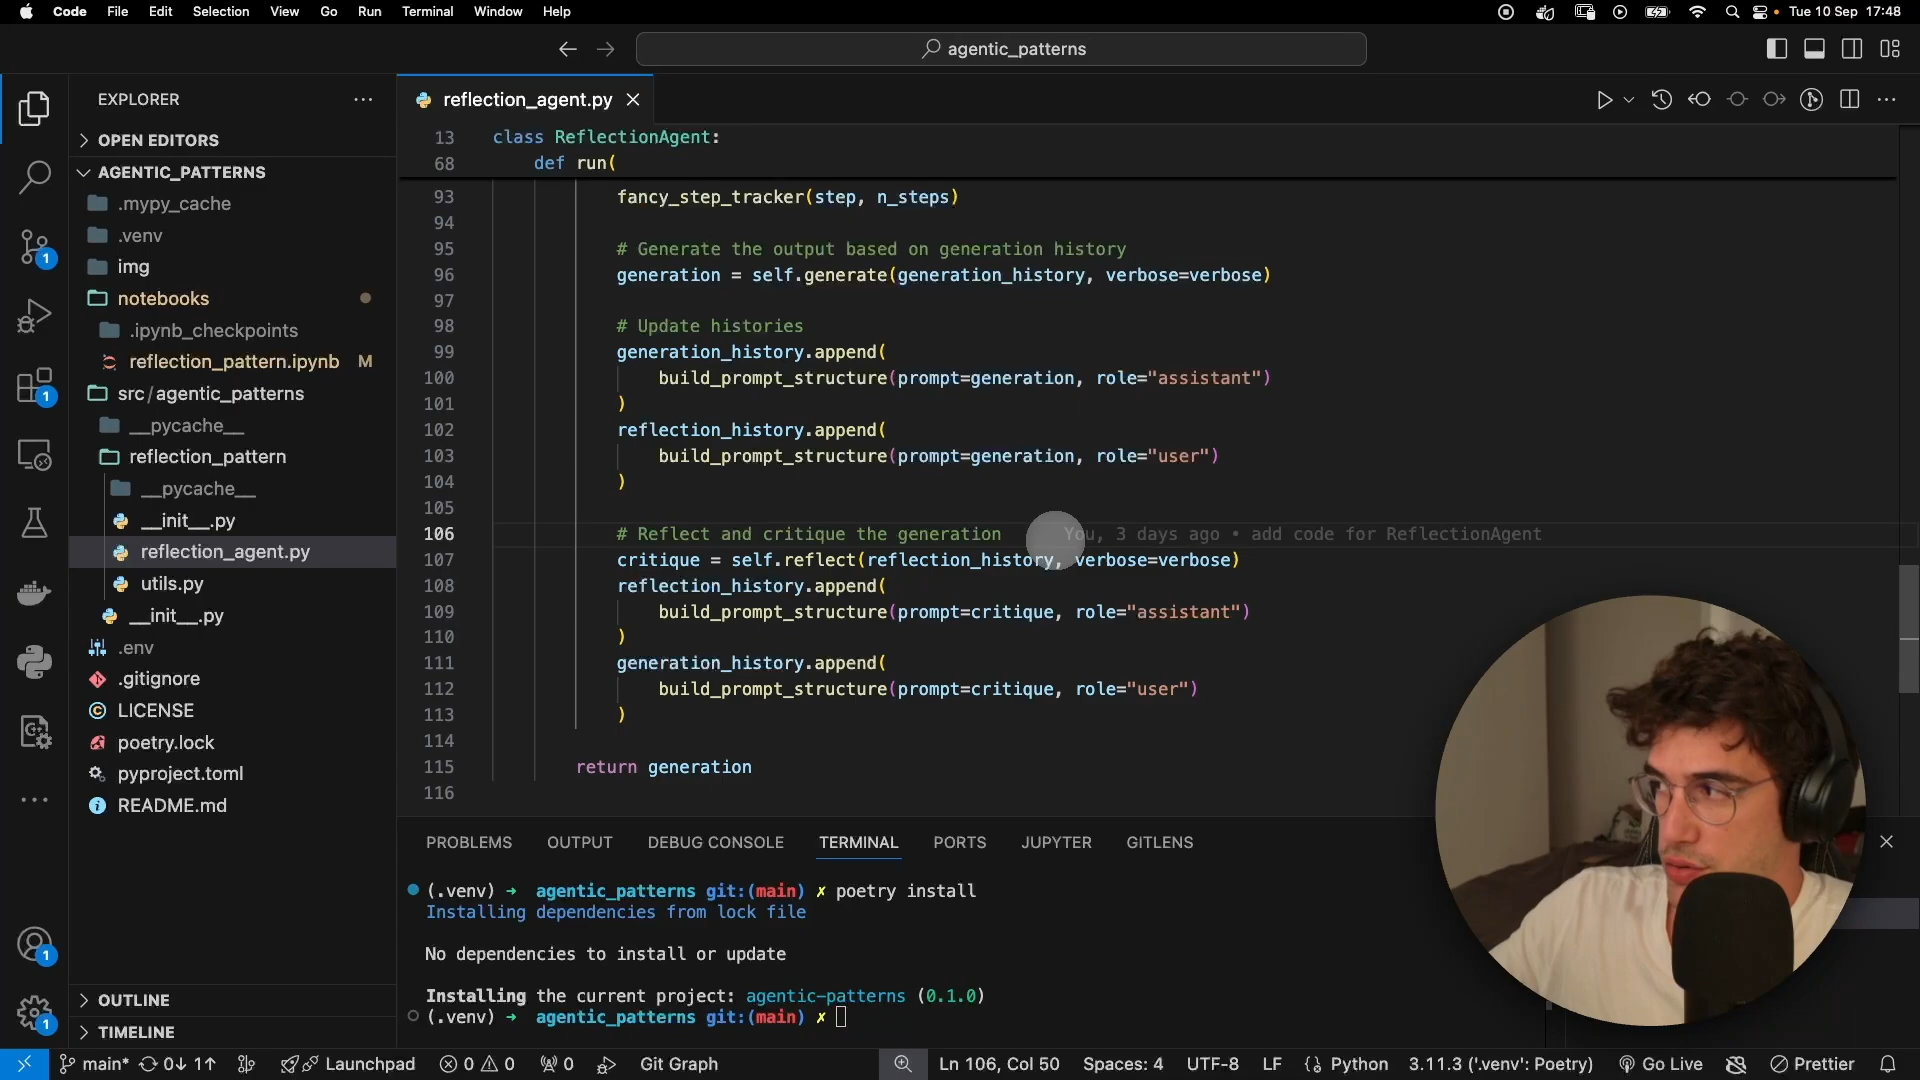 Code File Edit Selection View Go Run Terminal Window Help Tue 10 Sep 17:48
agentic_patterns
EXPLORER
OPEN EDITORS
AGENTIC_PATTERNS
.mypy_cache
.venv
img
notebooks
.ipynb_checkpoints
reflection_pattern.ipynb M
src/agentic_patterns
__pycache__
reflection_pattern
__pycache__
__init__.py
reflection_agent.py
utils.py
__init__.py
.env
.gitignore
LICENSE
poetry.lock
pyproject.toml
README.md
OUTLINE
TIMELINE
1
1
1
1
reflection_agent.py
13 class ReflectionAgent:
68 def run(
93 fancy_step_tracker(step, n_steps)
94
95 # Generate the output based on generation history
96 generation = self.generate(generation_history, verbose=verbose)
97
98 # Update histories
99 generation_history.append(
100 build_prompt_structure(prompt=generation, role="assistant")
101 )
102 reflection_history.append(
103 build_prompt_structure(prompt=generation, role="user")
104 )
105
106 # Reflect and critique the generation You, 3 days ago • add code for ReflectionAgent
107 critique = self.reflect(reflection_history, verbose=verbose)
108 reflection_history.append(
109 build_prompt_structure(prompt=critique, role="assistant")
110 )
111 generation_history.append(
112 build_prompt_structure(prompt=critique, role="user")
113 )
114
115 return generation
116
PROBLEMS OUTPUT DEBUG CONSOLE TERMINAL PORTS JUPYTER GITLENS
(.venv) → agentic_patterns git:(main) ✗ poetry install
Installing dependencies from lock file
No dependencies to install or update
Installing the current project: agentic-patterns (0.1.0)
(.venv) → agentic_patterns git:(main) ✗
main* 0↓ 1↑ Launchpad 0 0 0 Git Graph Ln 106, Col 50 Spaces: 4 UTF-8 LF {} Python 3.11.3 ('.venv': Poetry) Go Live Prettier